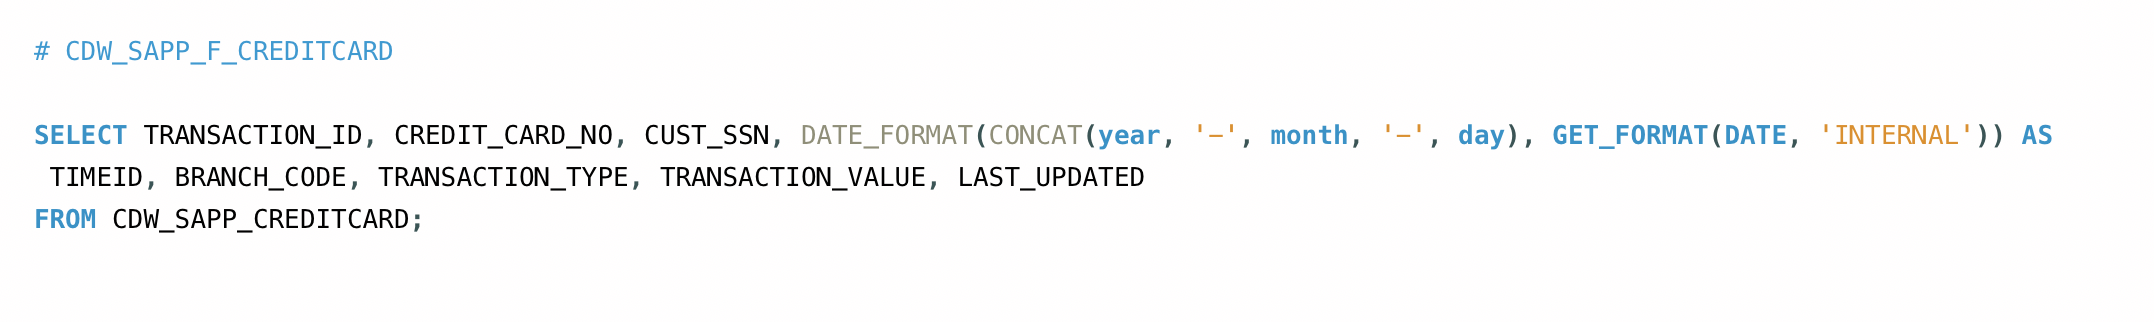 # CDW_SAPP_F_CREDITCARD
SELECT TRANSACTION_ID, CREDIT_CARD_NO, CUST_SSN, DATE_FORMAT(CONCAT(year, '-', month, '-', day), GET_FORMAT(DATE, 'INTERNAL')) AS
TIMEID, BRANCH_CODE, TRANSACTION_TYPE, TRANSACTION_VALUE, LAST_UPDATED
FROM CDW_SAPP_CREDITCARD;